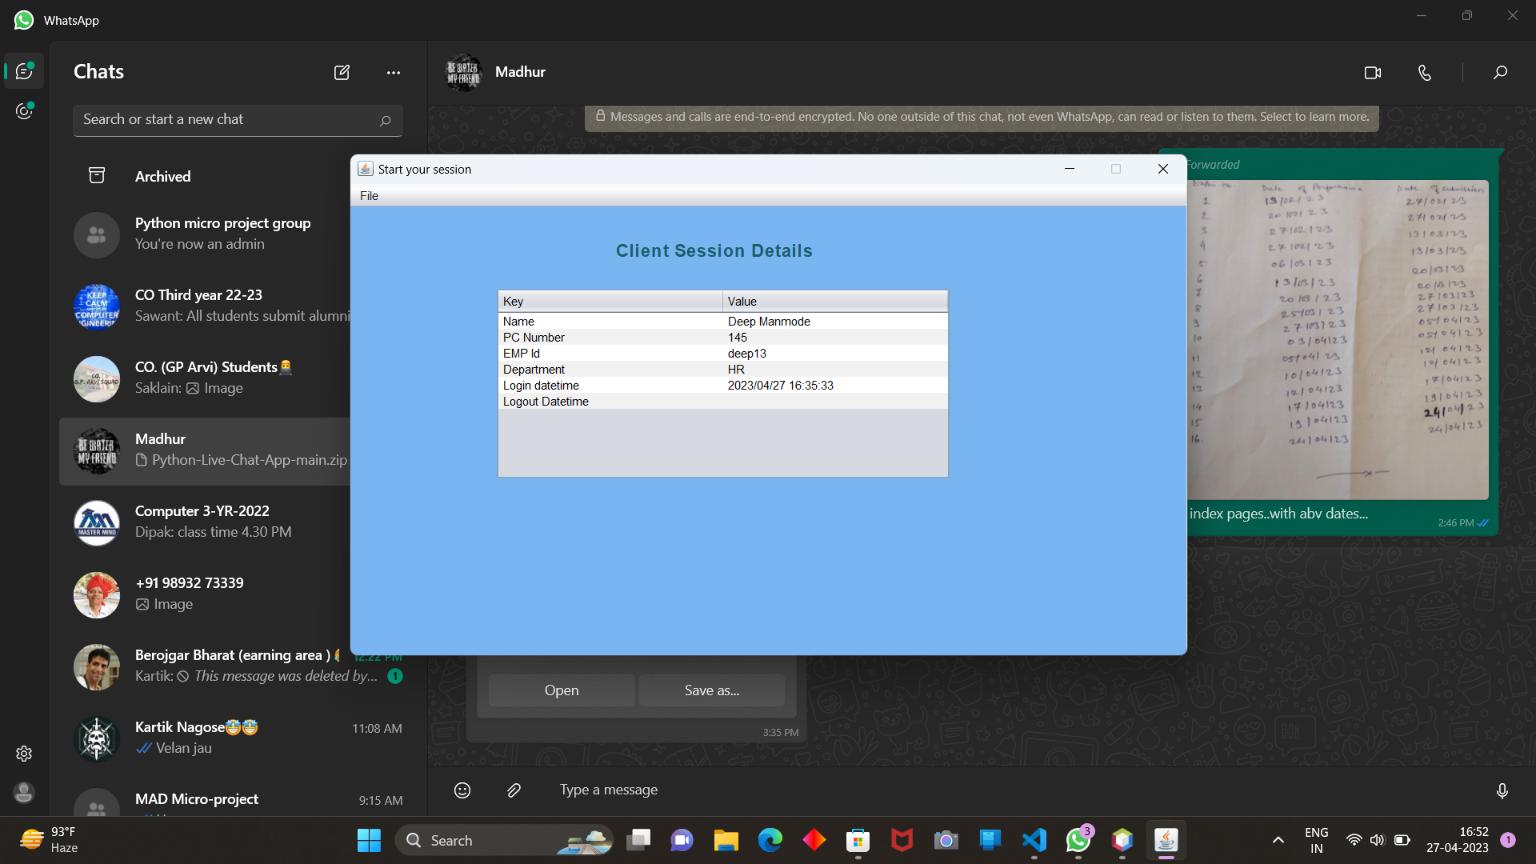 WhatsApp
Chats
Search or start a new chat
Archived
Python micro project group
You're now an admin
CO Third year 22-23
Sawant: All students submit alumni
CO. (GP Arvi) Students
Saklain: Image
Madhur
Python-Live-Chat-App-main.zip
Computer 3-YR-2022
Dipak: class time 4.30 PM
+91 98932 73339
Image
Berojgar Bharat (earning area )
12:22 PM
Kartik: This message was deleted by...
1
Kartik Nagose
11:08 AM
Velan jau
MAD Micro-project
9:15 AM
Madhur
Messages and calls are end-to-end encrypted. No one outside of this chat, not even WhatsApp, can read or listen to them. Select to learn more.
Forwarded
index pages..with abv dates...
2:46 PM
Start your session
File
Client Session Details
Key Value
Name Deep Manmode
PC Number 145
EMP Id deep13
Department HR
Login datetime 2023/04/27 16:35:33
Logout Datetime
Open Save as...
3:35 PM
Type a message
93°F
Haze
Search
3
ENG
IN
16:52
27-04-2023
1